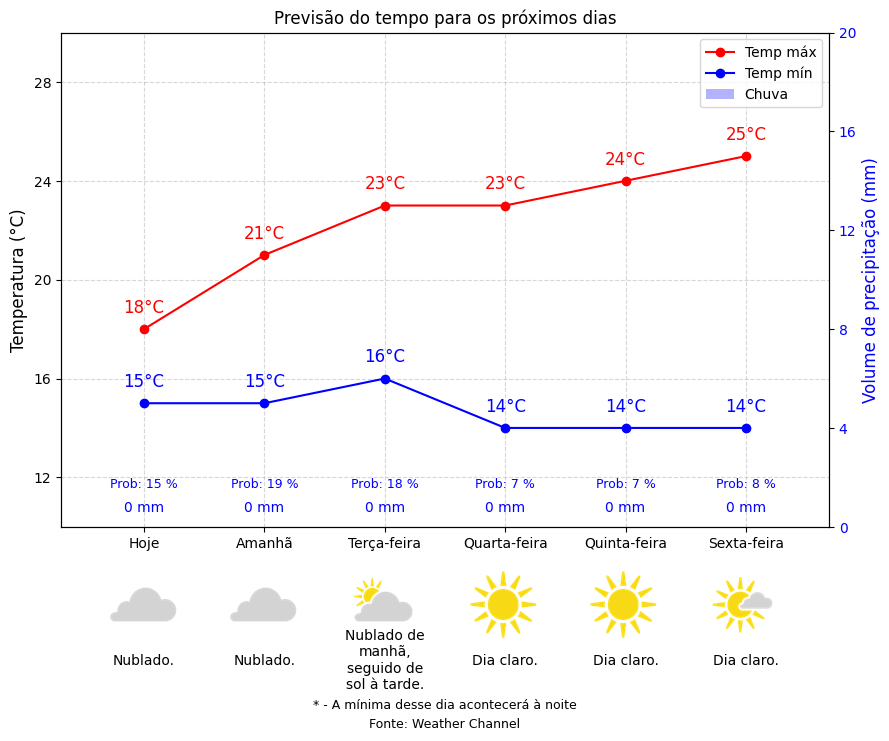 Previsão do tempo para os próximos dias
Temp máx
Temp mín
Chuva
Temperatura (°C)
28
24
20
16
12
Volume de precipitação (mm)
20
16
12
8
4
0
18°C
21°C
23°C
23°C
24°C
25°C
15°C
15°C
16°C
14°C
14°C
14°C
Prob: 15 %
Prob: 19 %
Prob: 18 %
Prob: 7 %
Prob: 7 %
Prob: 8 %
0 mm
0 mm
0 mm
0 mm
0 mm
0 mm
Hoje
Amanhã
Terça-feira
Quarta-feira
Quinta-feira
Sexta-feira
Nublado.
Nublado.
Nublado de
manhã,
seguido de
sol à tarde.
Dia claro.
Dia claro.
Dia claro.
* - A mínima desse dia acontecerá à noite
Fonte: Weather Channel